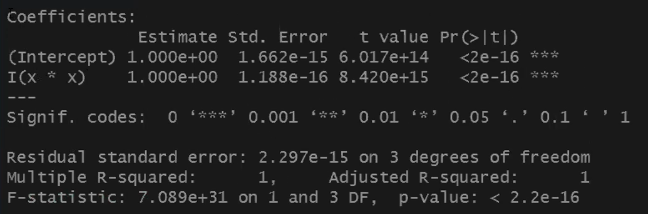 Coefficients:
Estimate Std. Error t value Pr(>|t|)
(Intercept) 1.000e+00 1.662e-15 6.017e+14 <2e-16 ***
I(x * x) 1.000e+00 1.188e-16 8.420e+15 <2e-16 ***
---
Signif. codes: 0 ‘***’ 0.001 ‘**’ 0.01 ‘*’ 0.05 ‘.’ 0.1 ‘ ’ 1
Residual standard error: 2.297e-15 on 3 degrees of freedom
Multiple R-squared: 1, Adjusted R-squared: 1
F-statistic: 7.089e+31 on 1 and 3 DF, p-value: < 2.2e-16